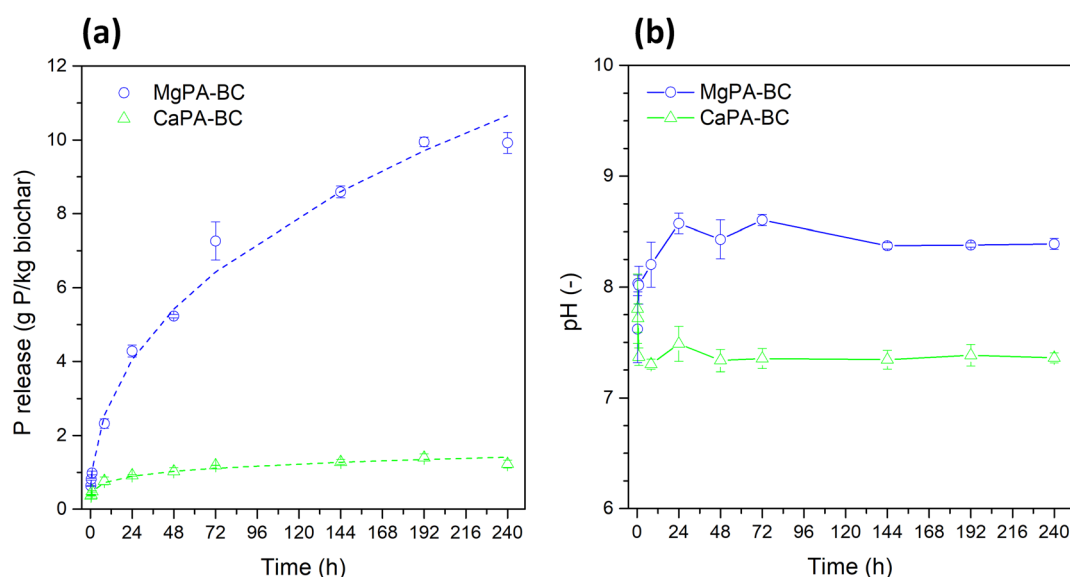 (a)
12
10
8
6
4
2
0
P release (g P/kg biochar)
MgPA-BC
CaPA-BC
0 24 48 72 96 120 144 168 192 216 240
Time (h)
(b)
10
9
8
7
6
pH (-)
MgPA-BC
CaPA-BC
0 24 48 72 96 120 144 168 192 216 240
Time (h)